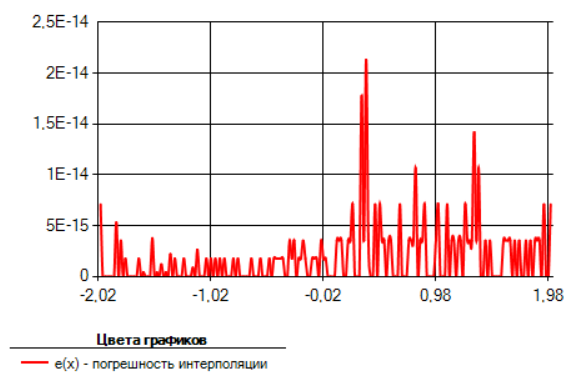 2,5E-14
2E-14
1,5E-14
1E-14
5E-15
0
-2,02 -1,02 -0,02 0,98 1,98
Цвета графиков
e(x) - погрешность интерполяции